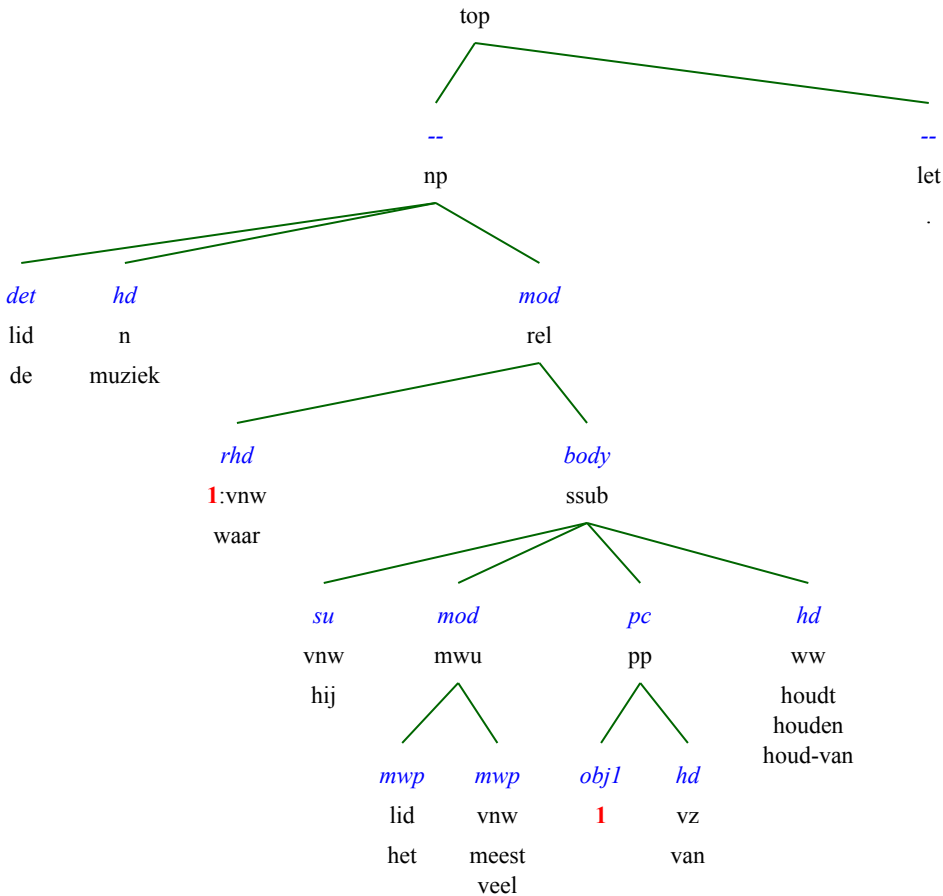 top
-- --
np let
.
det hd mod
lid n rel
de muziek
rhd body
1:vnw ssub
waar
su mod pc hd
vnw mwu pp ww
hij houdt
houden
houd-van
mwp mwp obj1 hd
lid vnw 1 vz
het meest van
veel